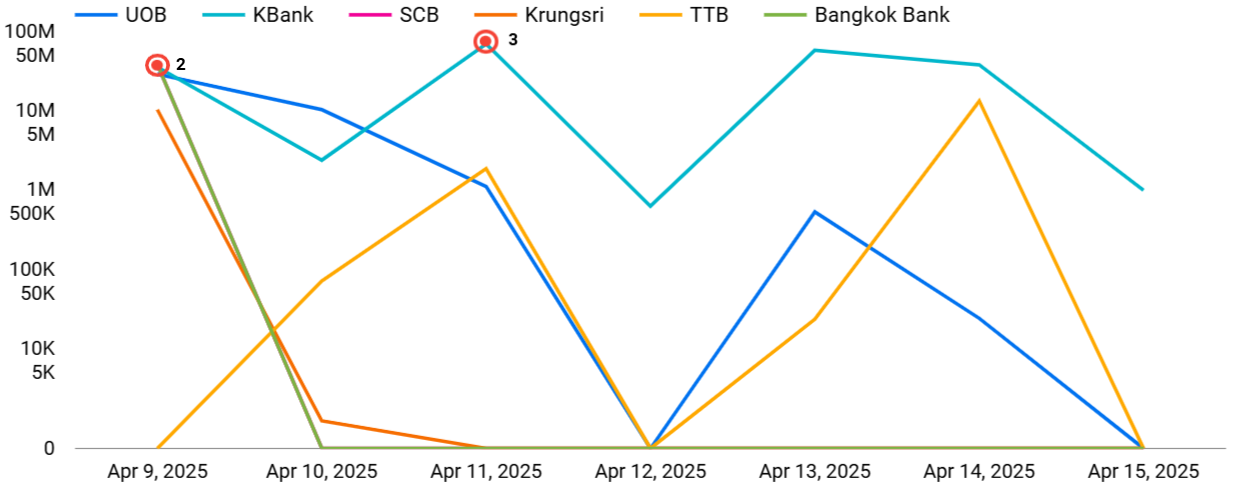 UOB KBank SCB Krungsri TTB Bangkok Bank
100M
50M
10M
5M
1M
500K
100K
50K
10K
5K
0
2
3
Apr 9, 2025 Apr 10, 2025 Apr 11, 2025 Apr 12, 2025 Apr 13, 2025 Apr 14, 2025 Apr 15, 2025